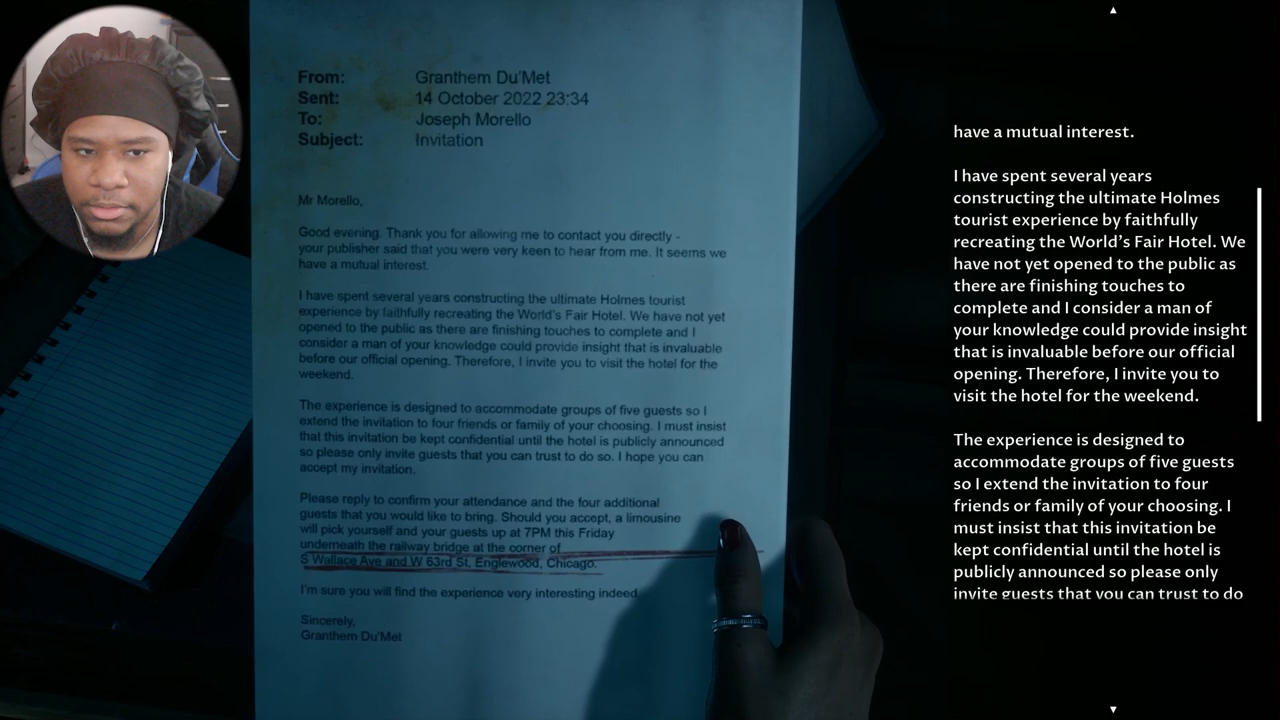 From: Granthem Du'Met
Sent: 14 October 2022 23:34
To: Joseph Morello
Subject: Invitation
Mr Morello,
Good evening. Thank you for allowing me to contact you directly -
your publisher said that you were very keen to hear from me. It seems we
have a mutual interest.
I have spent several years constructing the ultimate Holmes tourist
experience by faithfully recreating the World's Fair Hotel. We have not yet
opened to the public as there are finishing touches to complete and I
consider a man of your knowledge could provide insight that is invaluable
before our official opening. Therefore, I invite you to visit the hotel for the
weekend.
The experience is designed to accommodate groups of five guests so I
extend the invitation to four friends or family of your choosing. I must insist
that this invitation be kept confidential until the hotel is publicly announced
so please only invite guests that you can trust to do so. I hope you can
accept my invitation.
Please reply to confirm your attendance and the four additional
guests that you would like to bring. Should you accept, a limousine
will pick yourself and your guests up at 7PM this Friday
underneath the railway bridge at the corner of
S Wallace Ave and W 63rd St, Englewood, Chicago.
I'm sure you will find the experience very interesting indeed.
Sincerely,
Granthem Du'Met
have a mutual interest.
I have spent several years
constructing the ultimate Holmes
tourist experience by faithfully
recreating the World's Fair Hotel. We
have not yet opened to the public as
there are finishing touches to
complete and I consider a man of
your knowledge could provide insight
that is invaluable before our official
opening. Therefore, I invite you to
visit the hotel for the weekend.
The experience is designed to
accommodate groups of five guests
so I extend the invitation to four
friends or family of your choosing. I
must insist that this invitation be
kept confidential until the hotel is
publicly announced so please only
invite guests that you can trust to do